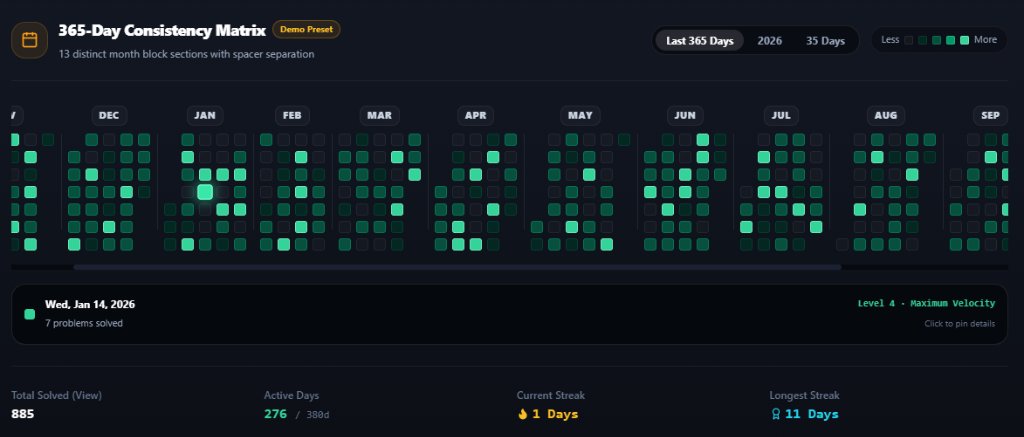 365-Day Consistency Matrix
Demo Preset
13 distinct month block sections with spacer separation
Last 365 Days
2026
35 Days
Less
More
DEC
JAN
FEB
MAR
APR
MAY
JUN
JUL
AUG
SEP
Wed, Jan 14, 2026
7 problems solved
Level 4 · Maximum Velocity
Click to pin details
Total Solved (View)
885
Active Days
276 / 380d
Current Streak
1 Days
Longest Streak
11 Days